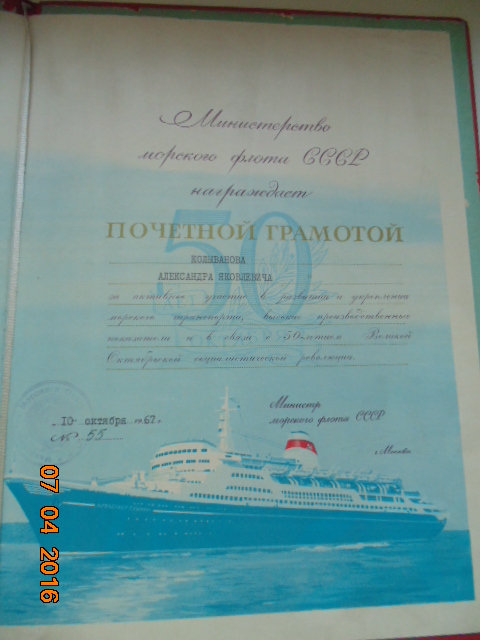 Министерство
морского флота СССР
награждает
50
ПОЧЕТНОЙ ГРАМОТОЙ
КОЛЫВАНОВА
АЛЕКСАНДРА ЯКОВЛЕВИЧА
за активное участие в развитии и укреплении
морского транспорта, высокие производственные
показатели и в связи с 50-летием Великой
Октябрьской социалистической революции.
Министр
морского флота СССР
„10" октября 1967г.
№ 55
г. Москва
07 04 2016